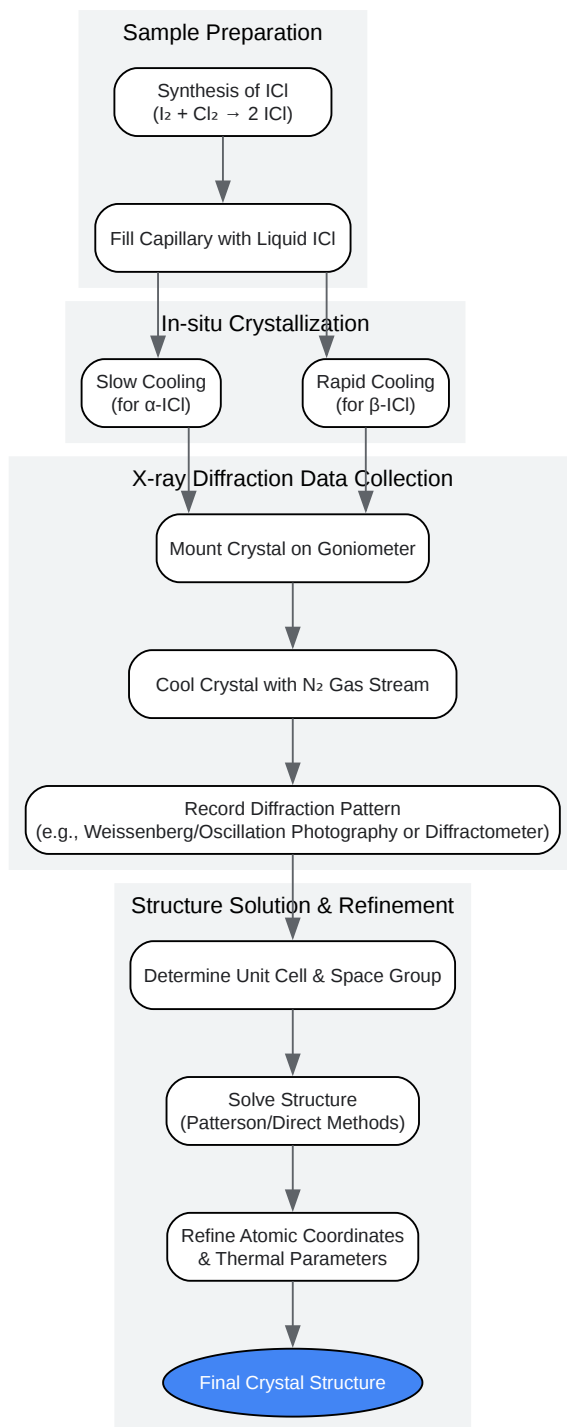 Sample Preparation
Synthesis of ICl
(I₂ + Cl₂ → 2 ICl)
Fill Capillary with Liquid ICl
In-situ Crystallization
Slow Cooling
(for α-ICl)
Rapid Cooling
(for β-ICl)
X-ray Diffraction Data Collection
Mount Crystal on Goniometer
Cool Crystal with N₂ Gas Stream
Record Diffraction Pattern
(e.g., Weissenberg/Oscillation Photography or Diffractometer)
Structure Solution & Refinement
Determine Unit Cell & Space Group
Solve Structure
(Patterson/Direct Methods)
Refine Atomic Coordinates
& Thermal Parameters
Final Crystal Structure